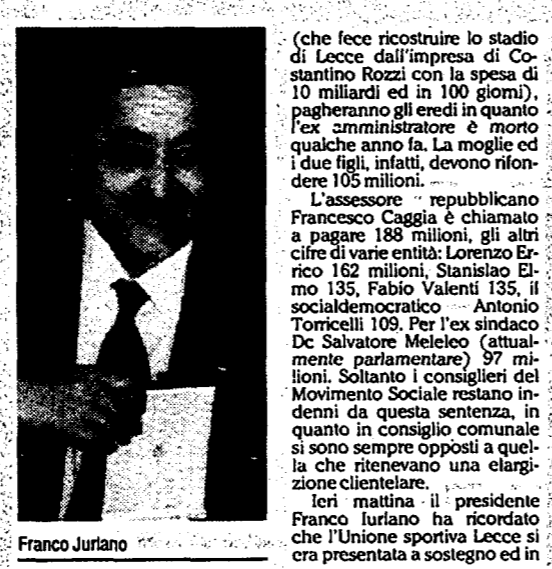 (che fece ricostruire lo stadio
di Lecce dall'impresa di Co-
stantino Rozzi con la spesa di
10 miliardi ed in 100 giorni),
pagheranno gli eredi in quanto
l'ex amministratore è morto
qualche anno fa. La moglie ed
i due figli, infatti, devono rifon-
dere 105 milioni.
L'assessore repubblicano
Francesco Caggia è chiamato
a pagare 188 milioni, gli altri
cifre di varie entità: Lorenzo Er-
rico 162 milioni, Stanislao El-
mo 135, Fabio Valenti 135, il
socialdemocratico Antonio
Torricelli 109. Per l'ex sindaco
Dc Salvatore Meleleo (attual-
mente parlamentare) 97 mi-
lioni. Soltanto i consiglieri del
Movimento Sociale restano in-
denni da questa sentenza, in
quanto in consiglio comunale
si sono sempre opposti a quel-
la che ritenevano una elargi-
zione clientelare.
Ieri mattina il presidente
Franco Iurlano ha ricordato
che l'Unione sportiva Lecce si
era presentata a sostegno ed in
Franco Jurlano